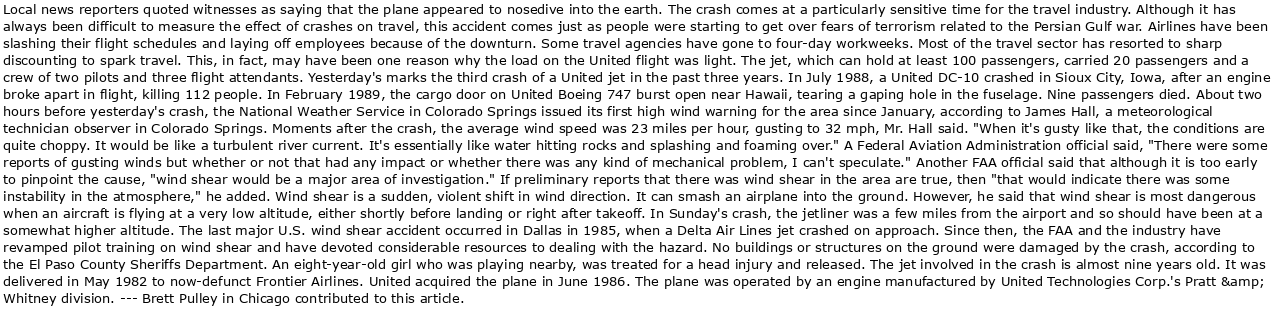 Local news reporters quoted witnesses as saying that the plane appeared to nosedive into the earth. The crash comes at a particularly sensitive time for the travel industry. Although it has
always been difficult to measure the effect of crashes on travel, this accident comes just as people were starting to get over fears of terrorism related to the Persian Gulf war. Airlines have been
slashing their flight schedules and laying off employees because of the downturn. Some travel agencies have gone to four-day workweeks. Most of the travel sector has resorted to sharp
discounting to spark travel. This, in fact, may have been one reason why the load on the United flight was light. The jet, which can hold at least 100 passengers, carried 20 passengers and a
crew of two pilots and three flight attendants. Yesterday's marks the third crash of a United jet in the past three years. In July 1988, a United DC-10 crashed in Sioux City, Iowa, after an engine
broke apart in flight, killing 112 people. In February 1989, the cargo door on United Boeing 747 burst open near Hawaii, tearing a gaping hole in the fuselage. Nine passengers died. About two
hours before yesterday's crash, the National Weather Service in Colorado Springs issued its first high wind warning for the area since January, according to James Hall, a meteorological
technician observer in Colorado Springs. Moments after the crash, the average wind speed was 23 miles per hour, gusting to 32 mph, Mr. Hall said. "When it's gusty like that, the conditions are
quite choppy. It would be like a turbulent river current. It's essentially like water hitting rocks and splashing and foaming over." A Federal Aviation Administration official said, "There were some
reports of gusting winds but whether or not that had any impact or whether there was any kind of mechanical problem, I can't speculate." Another FAA official said that although it is too early
to pinpoint the cause, "wind shear would be a major area of investigation." If preliminary reports that there was wind shear in the area are true, then "that would indicate there was some
instability in the atmosphere," he added. Wind shear is a sudden, violent shift in wind direction. It can smash an airplane into the ground. However, he said that wind shear is most dangerous
when an aircraft is flying at a very low altitude, either shortly before landing or right after takeoff. In Sunday's crash, the jetliner was a few miles from the airport and so should have been at a
somewhat higher altitude. The last major U.S. wind shear accident occurred in Dallas in 1985, when a Delta Air Lines jet crashed on approach. Since then, the FAA and the industry have
revamped pilot training on wind shear and have devoted considerable resources to dealing with the hazard. No buildings or structures on the ground were damaged by the crash, according to
the El Paso County Sheriffs Department. An eight-year-old girl who was playing nearby, was treated for a head injury and released. The jet involved in the crash is almost nine years old. It was
delivered in May 1982 to now-defunct Frontier Airlines. United acquired the plane in June 1986. The plane was operated by an engine manufactured by United Technologies Corp.'s Pratt &amp;
Whitney division. --- Brett Pulley in Chicago contributed to this article.